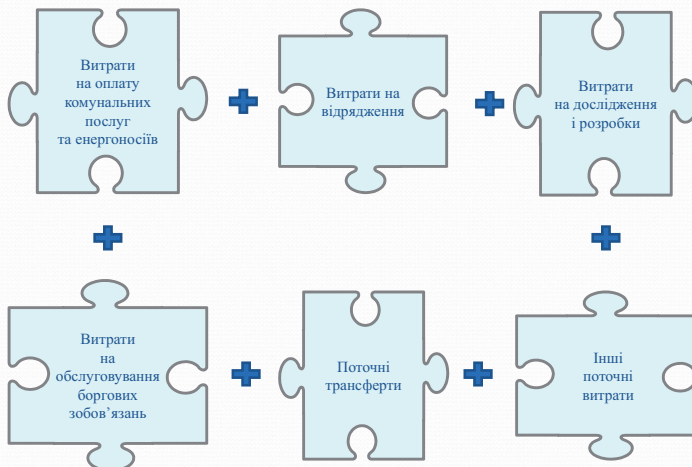 Витрати
на оплату
комунальних
послуг
та енергоносіїв
Витрати на
відрядження
Витрати
на дослідження
і розробки
Витрати
на
обслуговування
боргових
зобов’язань
Поточні
трансферти
Інші
поточні
витрати